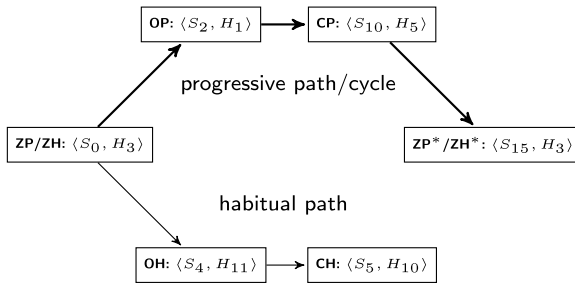 OP: ⟨S₂, H₁⟩
CP: ⟨S₁₀, H₅⟩
progressive path/cycle
ZP/ZH: ⟨S₀, H₃⟩
ZP*/ZH*: ⟨S₁₅, H₃⟩
habitual path
OH: ⟨S₄, H₁₁⟩
CH: ⟨S₅, H₁₀⟩